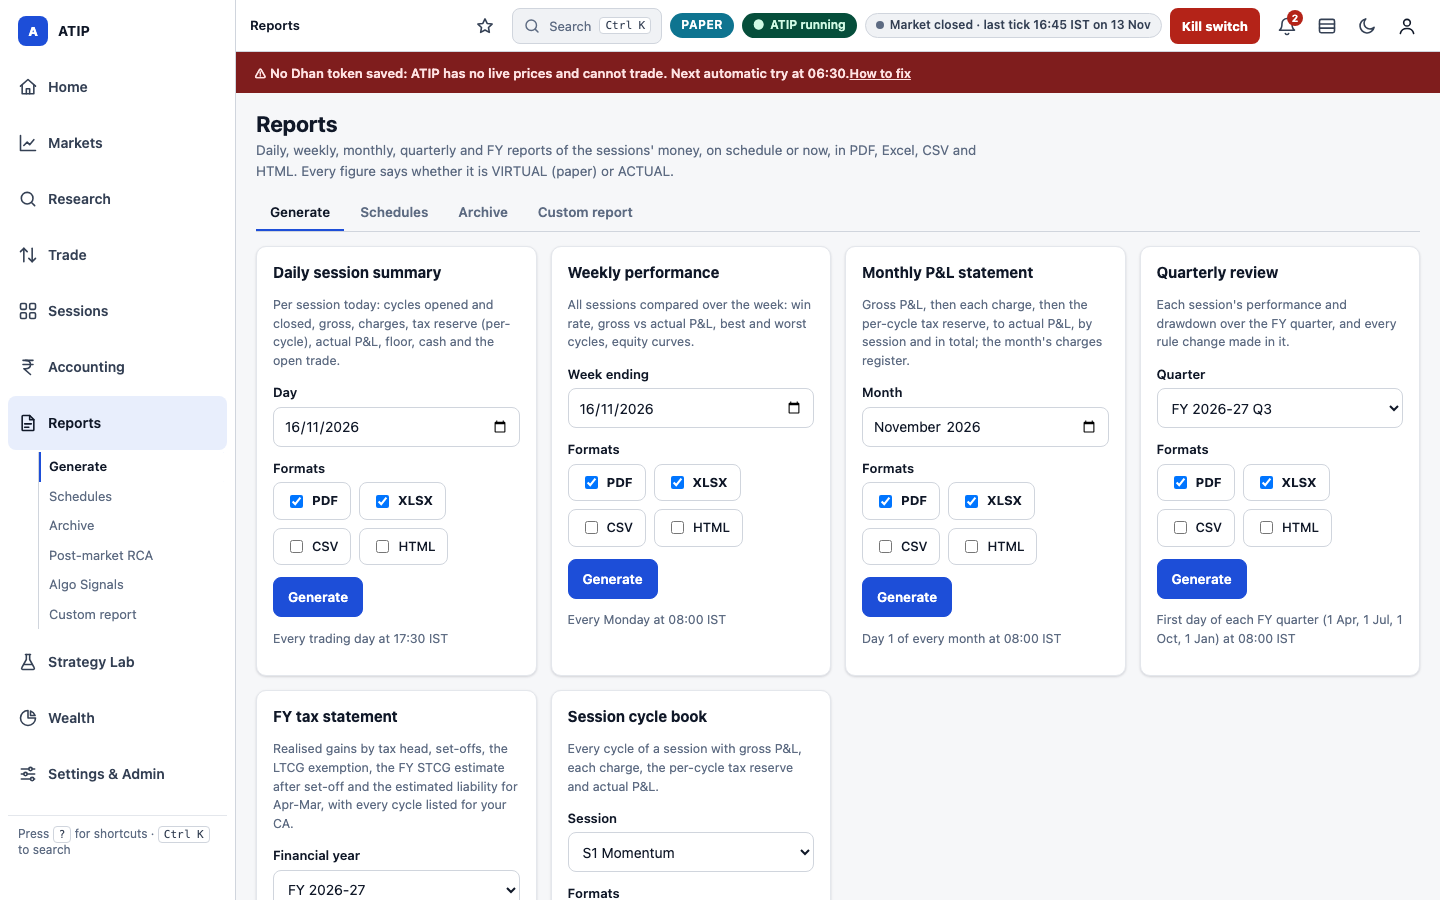 A ATIP
Home
Markets
Research
Trade
Sessions
Accounting
Reports
Generate
Schedules
Archive
Post-market RCA
Algo Signals
Custom report
Strategy Lab
Wealth
Settings & Admin
Press ? for shortcuts · Ctrl K
to search
Reports
Search Ctrl K
PAPER
ATIP running
Market closed · last tick 16:45 IST on 13 Nov
Kill switch
2
⚠ No Dhan token saved: ATIP has no live prices and cannot trade. Next automatic try at 06:30.How to fix
Reports
Daily, weekly, monthly, quarterly and FY reports of the sessions' money, on schedule or now, in PDF, Excel, CSV and
HTML. Every figure says whether it is VIRTUAL (paper) or ACTUAL.
Generate Schedules Archive Custom report
Daily session summary
Per session today: cycles opened and
closed, gross, charges, tax reserve (per-
cycle), actual P&L, floor, cash and the
open trade.
Day
16/11/2026
Formats
PDF XLSX
CSV HTML
Generate
Every trading day at 17:30 IST
Weekly performance
All sessions compared over the week: win
rate, gross vs actual P&L, best and worst
cycles, equity curves.
Week ending
16/11/2026
Formats
PDF XLSX
CSV HTML
Generate
Every Monday at 08:00 IST
Monthly P&L statement
Gross P&L, then each charge, then the
per-cycle tax reserve, to actual P&L, by
session and in total; the month's charges
register.
Month
November 2026
Formats
PDF XLSX
CSV HTML
Generate
Day 1 of every month at 08:00 IST
Quarterly review
Each session's performance and
drawdown over the FY quarter, and every
rule change made in it.
Quarter
FY 2026-27 Q3
Formats
PDF XLSX
CSV HTML
Generate
First day of each FY quarter (1 Apr, 1 Jul, 1
Oct, 1 Jan) at 08:00 IST
FY tax statement
Realised gains by tax head, set-offs, the
LTCG exemption, the FY STCG estimate
after set-off and the estimated liability for
Apr-Mar, with every cycle listed for your
CA.
Financial year
FY 2026-27
Session cycle book
Every cycle of a session with gross P&L,
each charge, the per-cycle tax reserve
and actual P&L.
Session
S1 Momentum
Formats